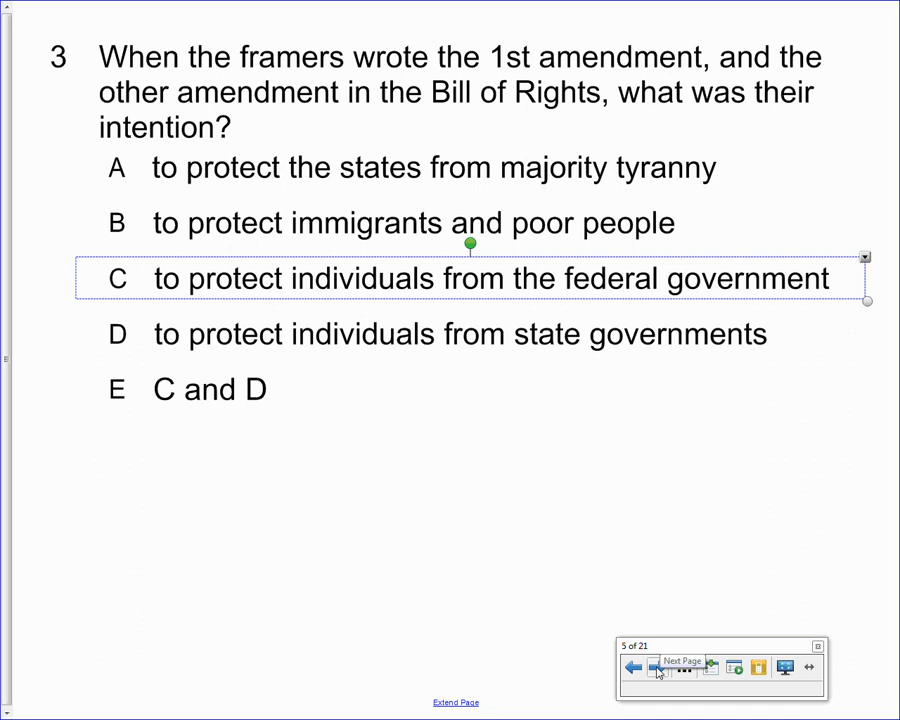 3 When the framers wrote the 1st amendment, and the
other amendment in the Bill of Rights, what was their
intention?
A to protect the states from majority tyranny
B to protect immigrants and poor people
C to protect individuals from the federal government
D to protect individuals from state governments
E C and D
5 of 21
Next Page
Extend Page